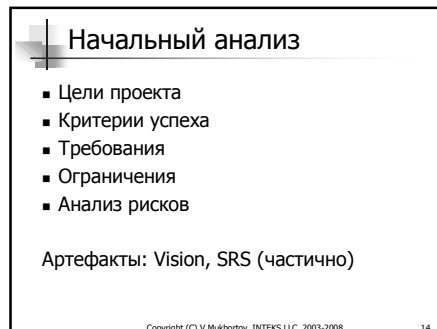 Начальный анализ
Цели проекта
Критерии успеха
Требования
Ограничения
Анализ рисков
Артефакты: Vision, SRS (частично)
Copyright (C) V.Mukhortov, INTEKS LLC, 2003-2008
14